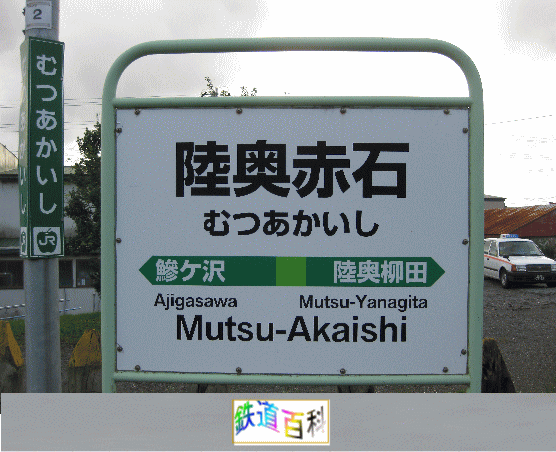 2
むつあかいし
JR
陸奥赤石
むつあかいし
鰺ケ沢 陸奥柳田
Ajigasawa Mutsu-Yanagita
Mutsu-Akaishi
鉄道百科